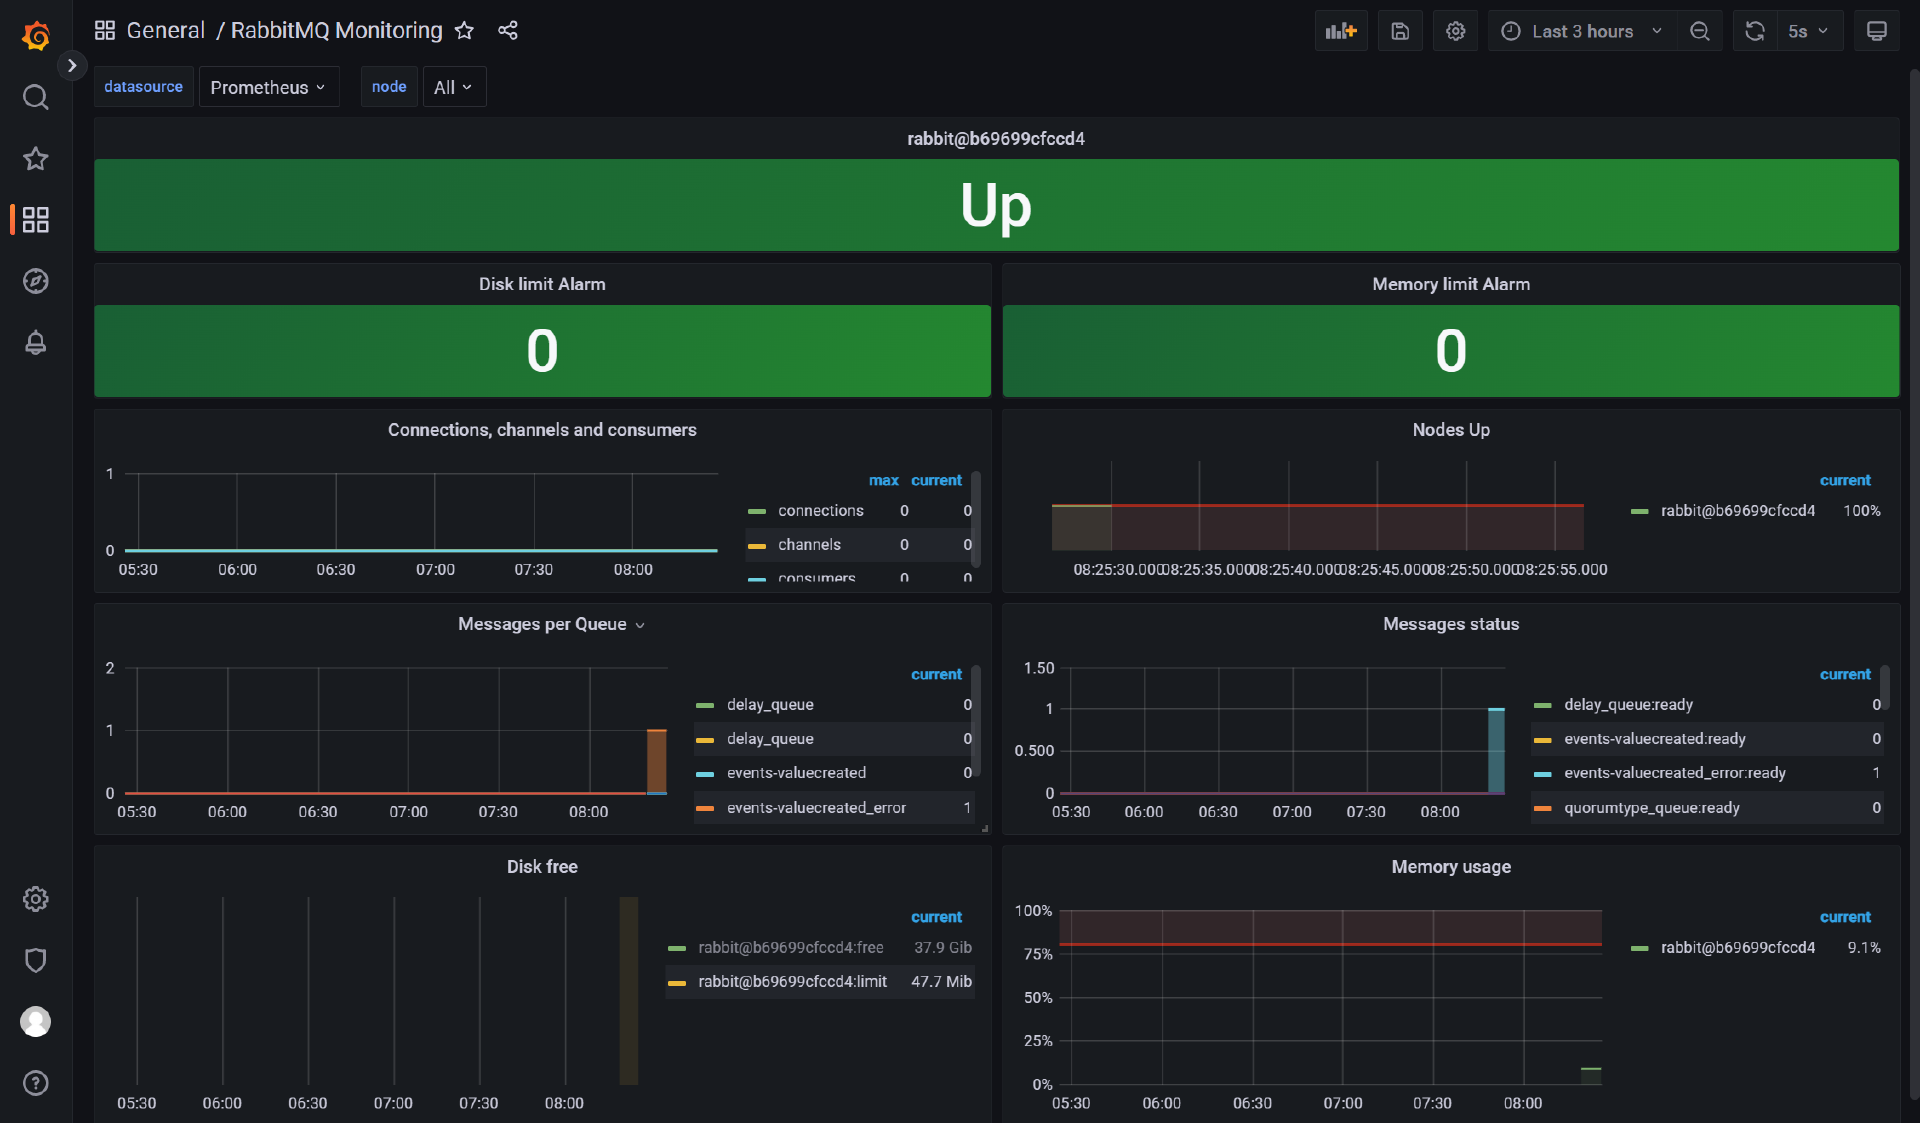 General / RabbitMQ Monitoring
Last 3 hours
5s
datasource
Prometheus
node
All
rabbit@b69699cfccd4
Up
Disk limit Alarm
0
Memory limit Alarm
0
Connections, channels and consumers
1
0
05:30 06:00 06:30 07:00 07:30 08:00
max current
connections 0 0
channels 0 0
consumers 0 0
Nodes Up
08:25:30.000 08:25:35.000 08:25:40.000 08:25:45.000 08:25:50.000 08:25:55.000
current
rabbit@b69699cfccd4 100%
Messages per Queue
2
1
0
05:30 06:00 06:30 07:00 07:30 08:00
current
delay_queue 0
delay_queue 0
events-valuecreated 0
events-valuecreated_error 1
Messages status
1.50
1
0.500
0
05:30 06:00 06:30 07:00 07:30 08:00
current
delay_queue:ready 0
events-valuecreated:ready 0
events-valuecreated_error:ready 1
quorumtype_queue:ready 0
Disk free
05:30 06:00 06:30 07:00 07:30 08:00
current
rabbit@b69699cfccd4:free 37.9 Gib
rabbit@b69699cfccd4:limit 47.7 Mib
Memory usage
100%
75%
50%
25%
0%
05:30 06:00 06:30 07:00 07:30 08:00
current
rabbit@b69699cfccd4 9.1%